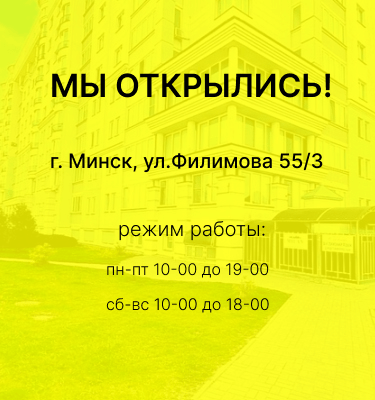 МЫ ОТКРЫЛИСЬ!
г. Минск, ул.Филимова 55/3
режим работы:
пн-пт 10-00 до 19-00
сб-вс 10-00 до 18-00